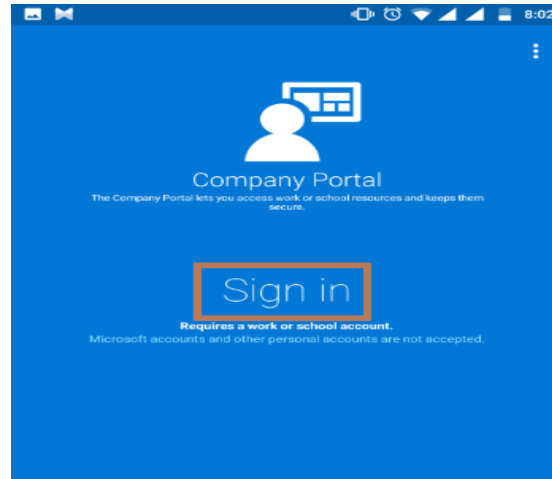 8:02
Company Portal
The Company Portal lets you access work or school resources and keeps them
secure.
Sign in
Requires a work or school account.
Microsoft accounts and other personal accounts are not accepted.